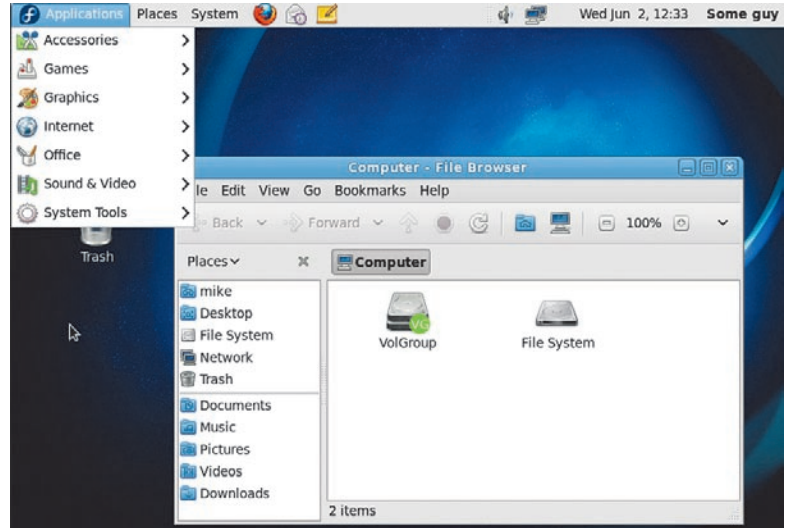 Applications Places System Wed Jun 2, 12:33 Some guy
Accessories
Games
Graphics
Internet
Office
Sound & Video
System Tools
Trash
Computer - File Browser
le Edit View Go Bookmarks Help
Back Forward 100%
Places Computer
mike
Desktop
File System
Network
Trash
Documents
Music
Pictures
Videos
Downloads
VG
VolGroup File System
2 items